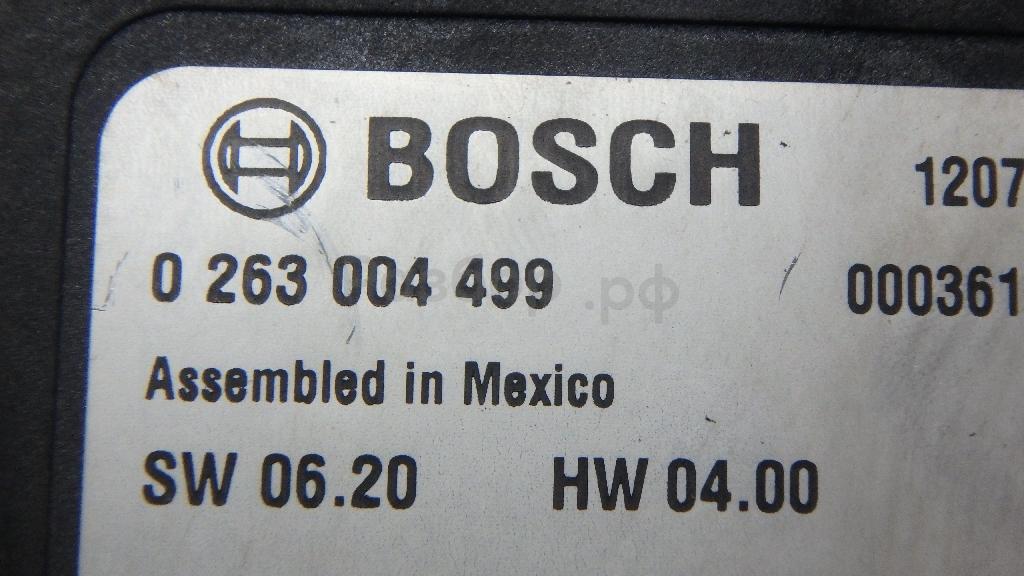 BOSCH 1207
0 263 004 499 000361
Assembled in Mexico
SW 06.20 HW 04.00